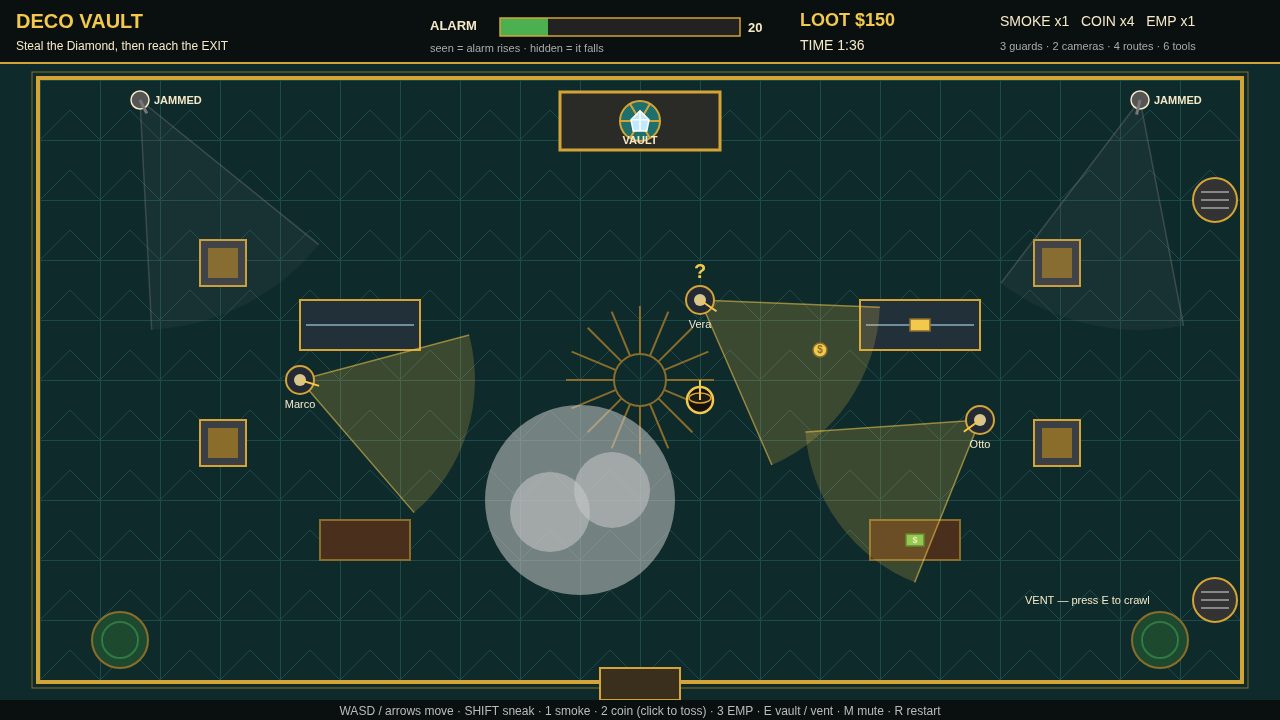 DECO VAULT
Steal the Diamond, then reach the EXIT
ALARM
20
seen = alarm rises · hidden = it falls
LOOT $150
TIME 1:36
SMOKE x1 COIN x4 EMP x1
3 guards · 2 cameras · 4 routes · 6 tools
JAMMED
JAMMED
VAULT
?
Vera
$
Marco
Otto
$
VENT — press E to crawl
WASD / arrows move · SHIFT sneak · 1 smoke · 2 coin (click to toss) · 3 EMP · E vault / vent · M mute · R restart